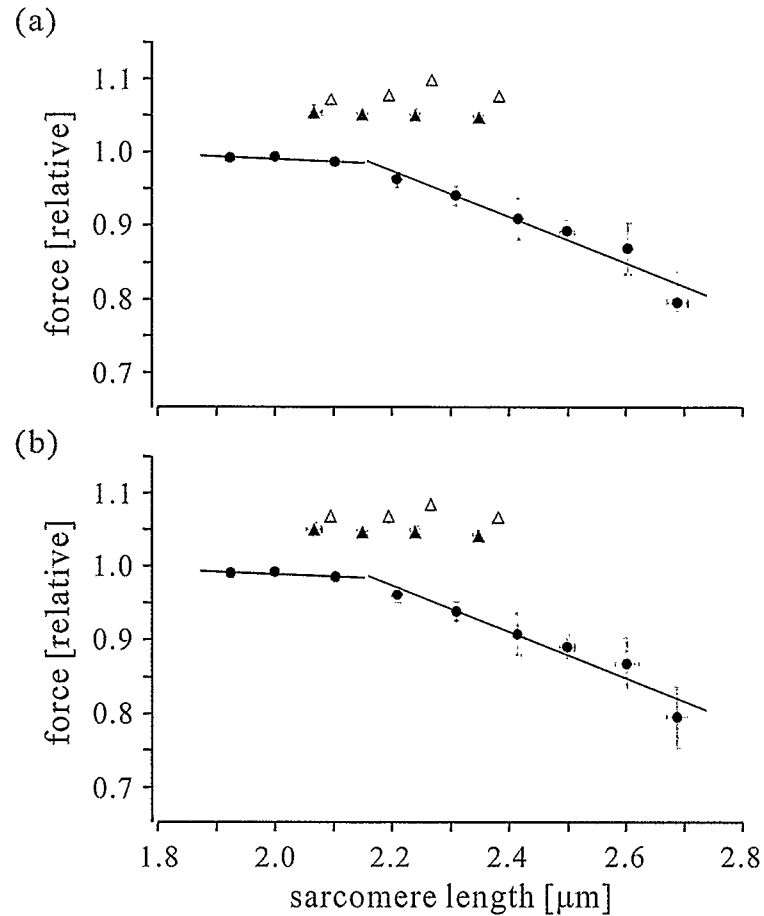 (a)
1.1
1.0
0.9
0.8
0.7
force [relative]
(b)
1.1
1.0
0.9
0.8
0.7
force [relative]
1.8 2.0 2.2 2.4 2.6 2.8
sarcomere length [μm]